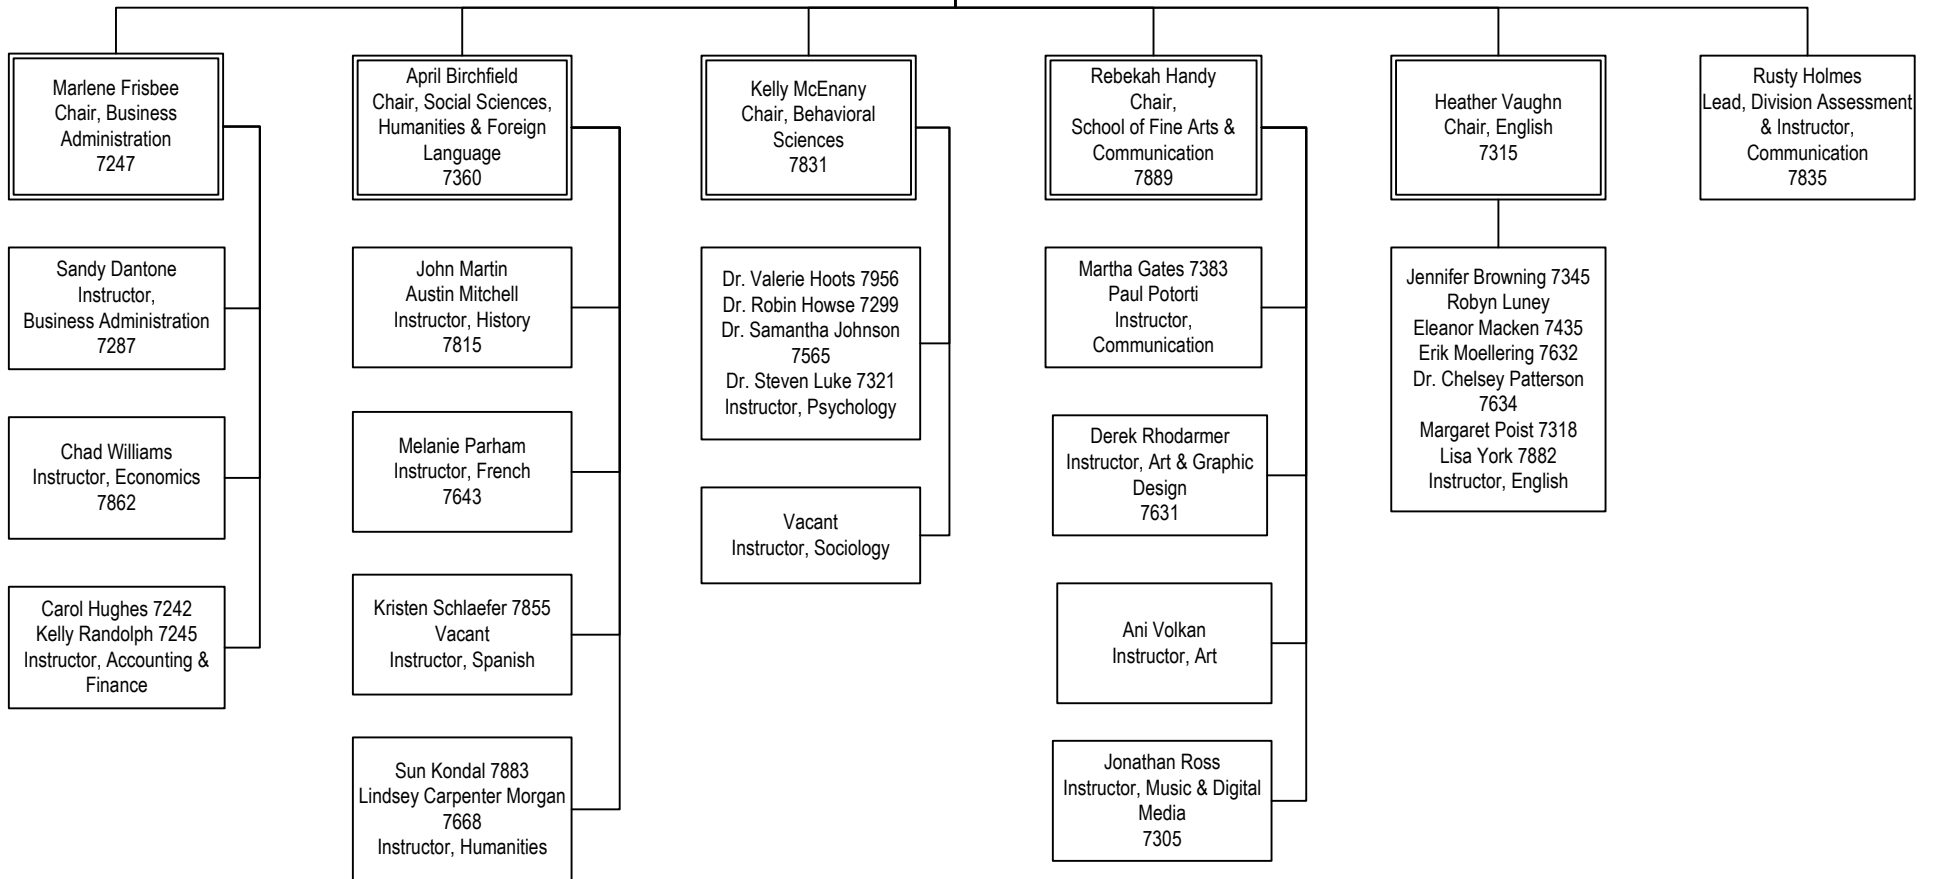 Marlene Frisbee
Chair, Business
Administration
7247
Sandy Dantone
Instructor,
Business Administration
7287
Chad Williams
Instructor, Economics
7862
Carol Hughes 7242
Kelly Randolph 7245
Instructor, Accounting &
Finance
April Birchfield
Chair, Social Sciences,
Humanities & Foreign
Language
7360
John Martin
Austin Mitchell
Instructor, History
7815
Melanie Parham
Instructor, French
7643
Kristen Schlaefer 7855
Vacant
Instructor, Spanish
Sun Kondal 7883
Lindsey Carpenter Morgan
7668
Instructor, Humanities
Kelly McEnany
Chair, Behavioral
Sciences
7831
Dr. Valerie Hoots 7956
Dr. Robin Howse 7299
Dr. Samantha Johnson
7565
Dr. Steven Luke 7321
Instructor, Psychology
Vacant
Instructor, Sociology
Rebekah Handy
Chair,
School of Fine Arts &
Communication
7889
Martha Gates 7383
Paul Potorti
Instructor,
Communication
Derek Rhodarmer
Instructor, Art & Graphic
Design
7631
Ani Volkan
Instructor, Art
Jonathan Ross
Instructor, Music & Digital
Media
7305
Heather Vaughn
Chair, English
7315
Jennifer Browning 7345
Robyn Luney
Eleanor Macken 7435
Erik Moellering 7632
Dr. Chelsey Patterson
7634
Margaret Poist 7318
Lisa York 7882
Instructor, English
Rusty Holmes
Lead, Division Assessment
& Instructor,
Communication
7835